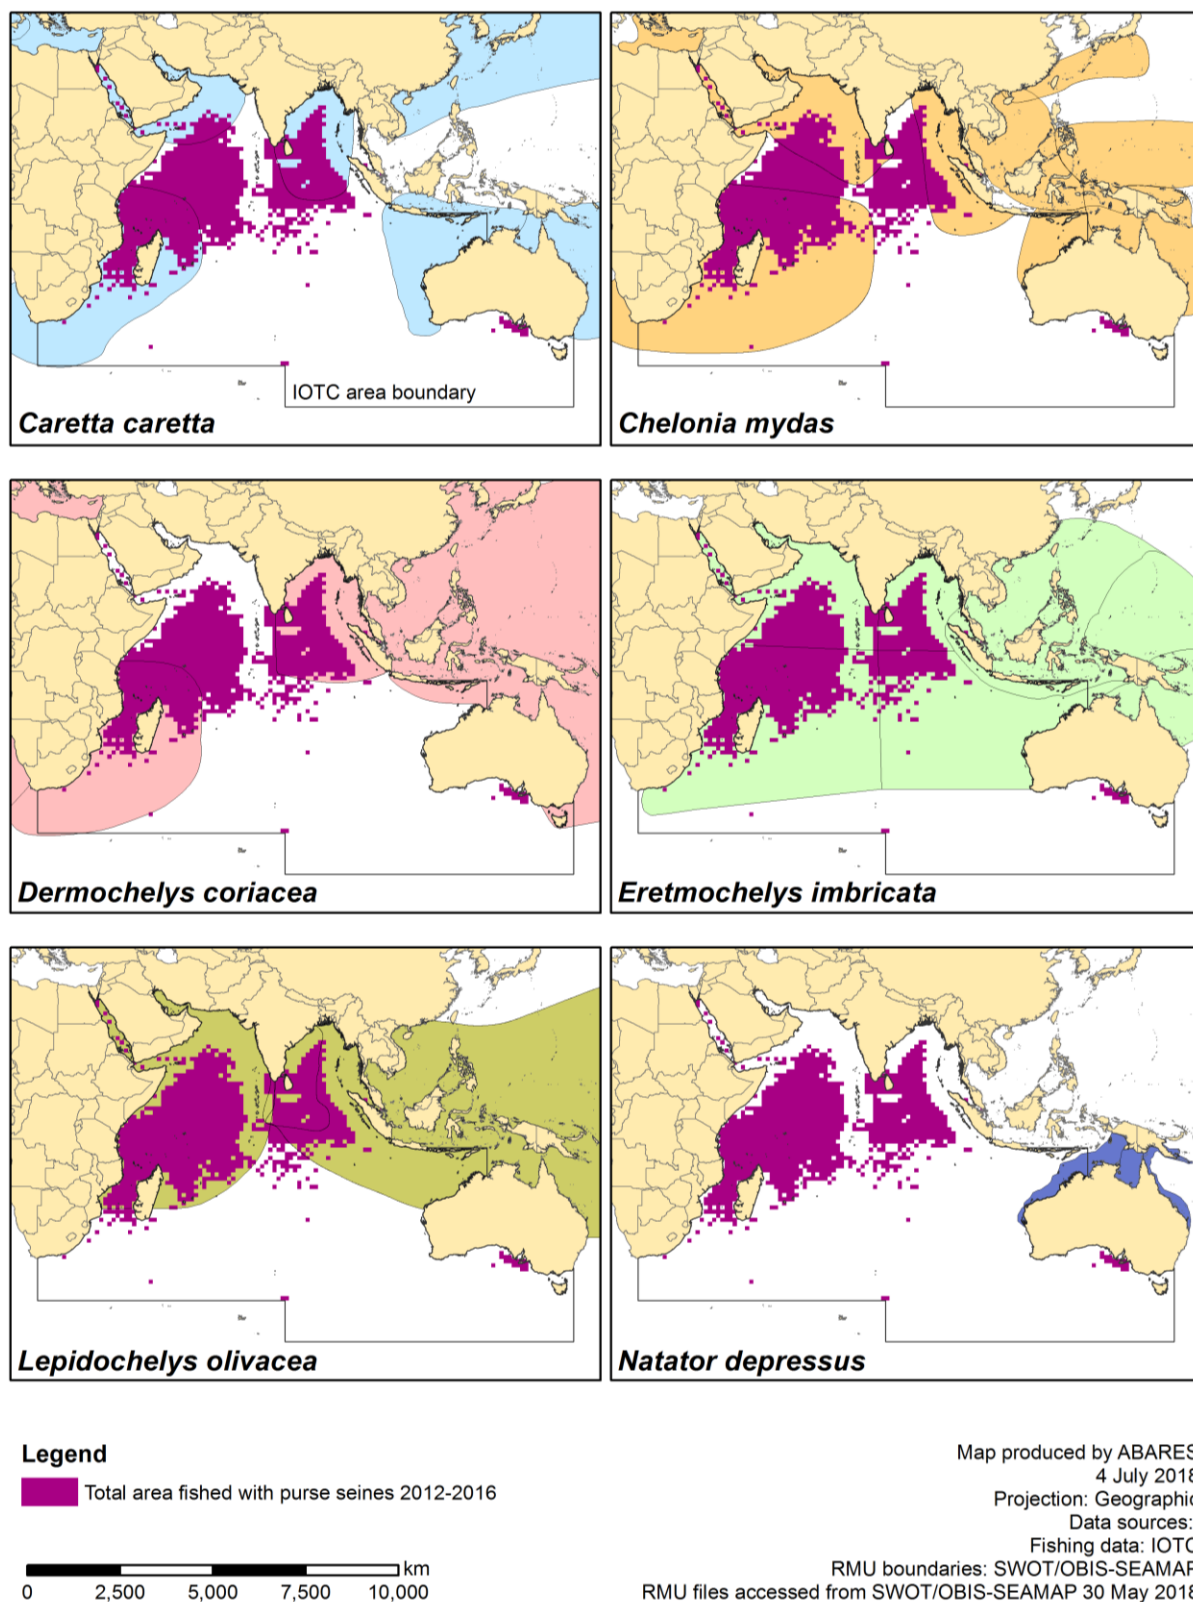 IOTC area boundary
Caretta caretta
Chelonia mydas
Dermochelys coriacea
Eretmochelys imbricata
Lepidochelys olivacea
Natator depressus
Legend
Total area fished with purse seines 2012-2016
km
0 2,500 5,000 7,500 10,000
Map produced by ABARES
4 July 2018
Projection: Geographic
Data sources:
Fishing data: IOTC
RMU boundaries: SWOT/OBIS-SEAMAP
RMU files accessed from SWOT/OBIS-SEAMAP 30 May 2018